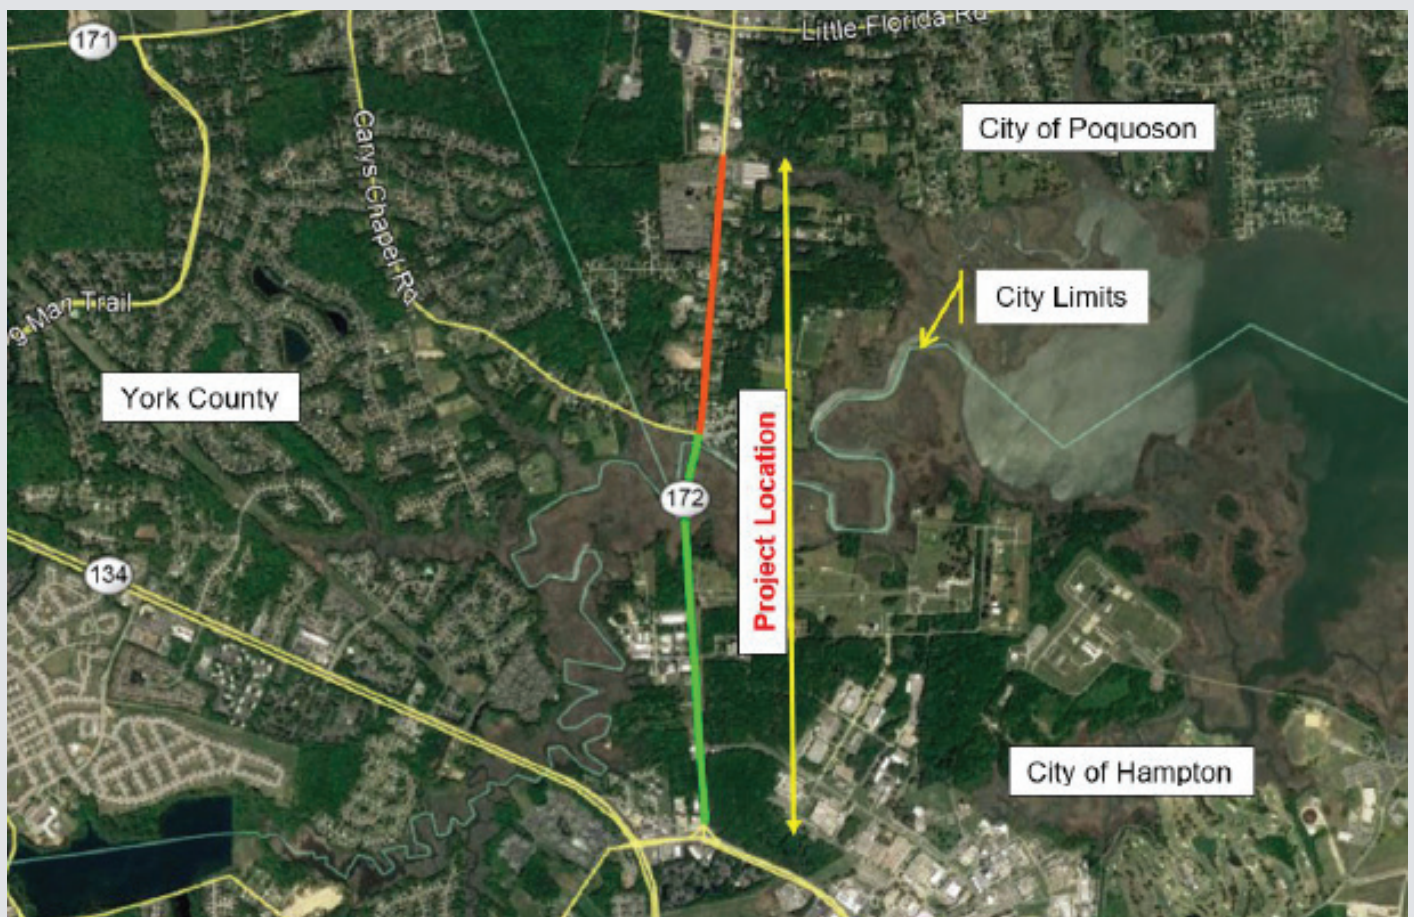 Little Florida Rd
171
City of Poquoson
Carys Chapel Rd
City Limits
g Man Trail
York County
Project Location
172
134
City of Hampton